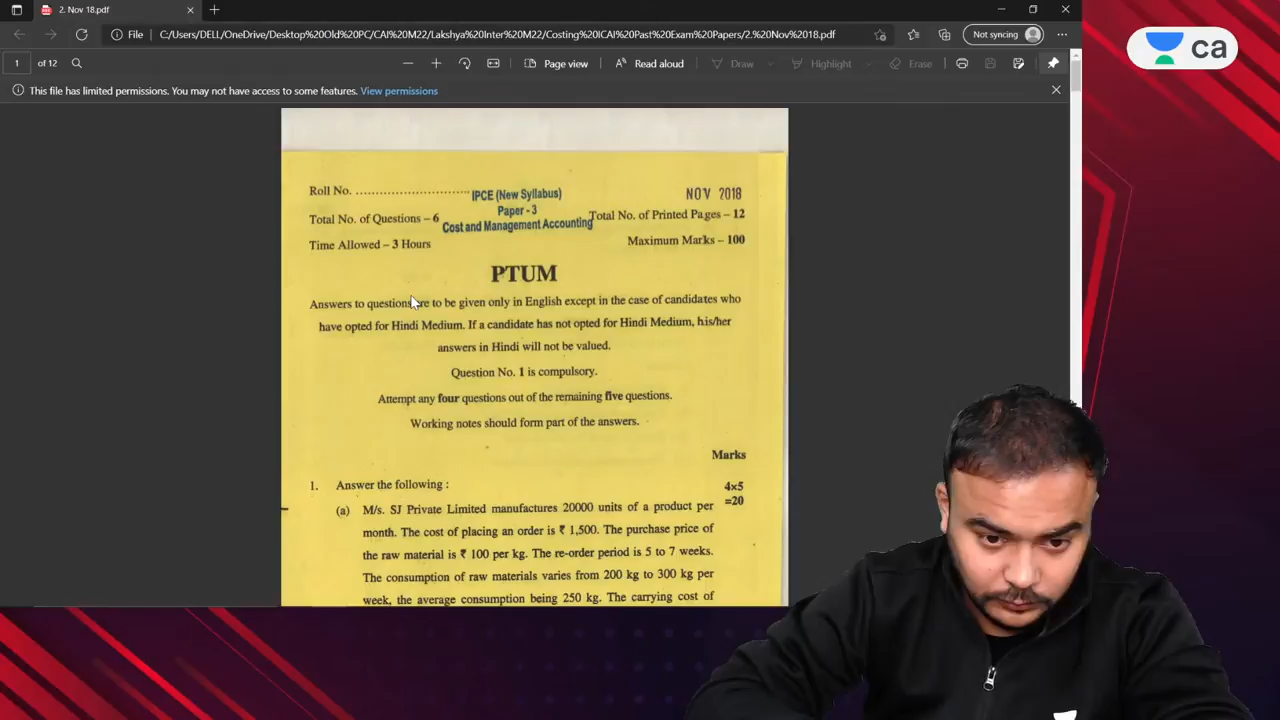 2. Nov 18.pdf
File C:/Users/DELL/OneDrive/Desktop%20Old%20PC/CAI%20M22/Lakshya%20Inter%20M22/Costing%20ICAI%20Past%20Exam%20Papers/2.%20Nov%2018.pdf Not syncing
1 of 12 Page view Read aloud Draw Highlight Erase
This file has limited permissions. You may not have access to some features. View permissions
ca
Roll No. ............................ IPCE (New Syllabus) NOV 2018
Paper - 3
Total No. of Questions – 6 Cost and Management Accounting Total No. of Printed Pages – 12
Time Allowed – 3 Hours Maximum Marks – 100
PTUM
Answers to questions are to be given only in English except in the case of candidates who
have opted for Hindi Medium. If a candidate has not opted for Hindi Medium, his/her
answers in Hindi will not be valued.
Question No. 1 is compulsory.
Attempt any four questions out of the remaining five questions.
Working notes should form part of the answers.
Marks
1. Answer the following : 4×5
=20
(a) M/s. SJ Private Limited manufactures 20000 units of a product per
month. The cost of placing an order is ₹ 1,500. The purchase price of
the raw material is ₹ 100 per kg. The re-order period is 5 to 7 weeks.
The consumption of raw materials varies from 200 kg to 300 kg per
week, the average consumption being 250 kg. The carrying cost of